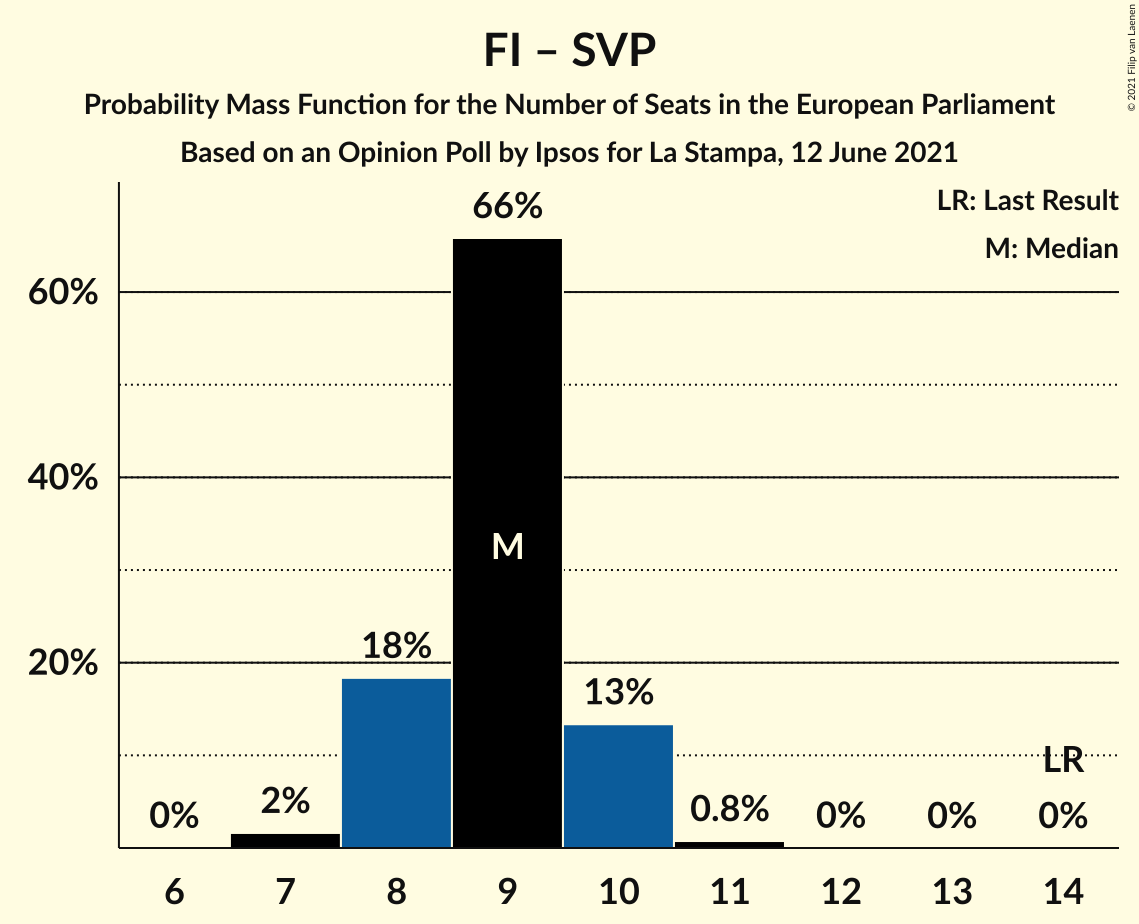 FI – SVP
Probability Mass Function for the Number of Seats in the European Parliament
Based on an Opinion Poll by Ipsos for La Stampa, 12 June 2021
© 2021 Filip van Laenen
LR: Last Result
M: Median
66%
60%
40%
M
18%
20%
13%
LR
0%
2%
0.8%
0%
0%
0%
6 7 8 9 10 11 12 13 14